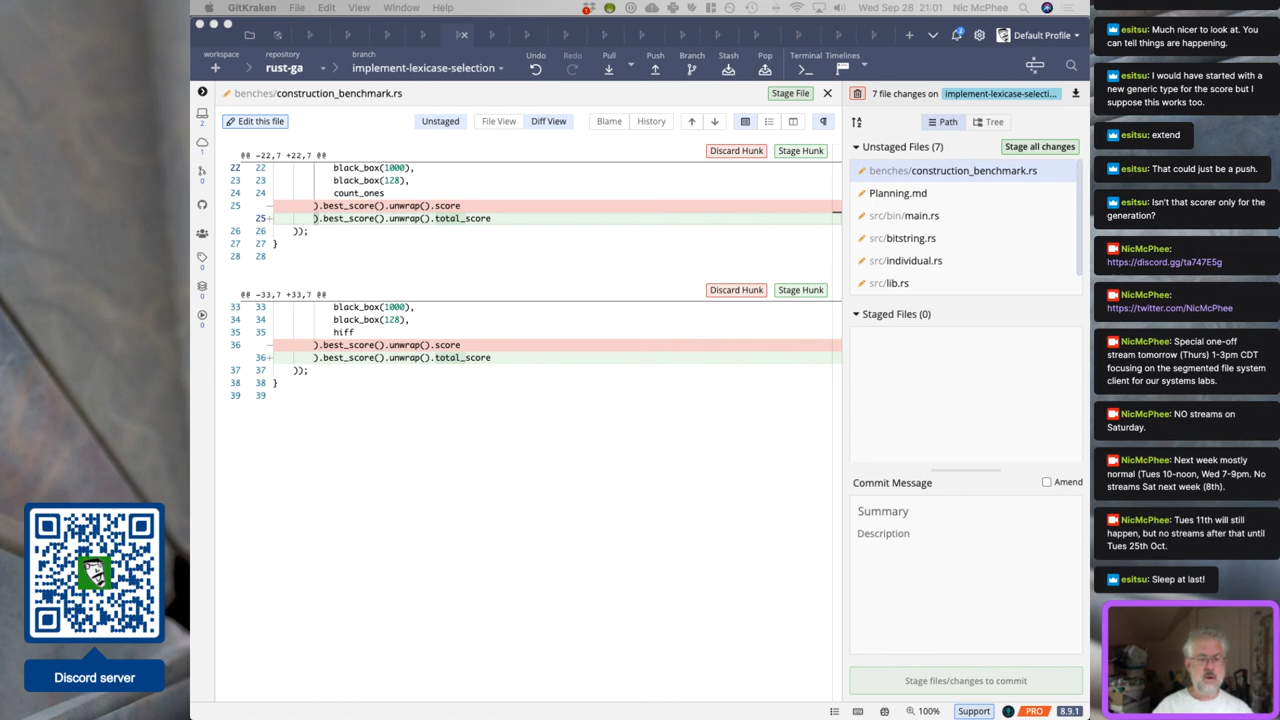 GitKraken File Edit View Window Help
Wed Sep 28 21:01 Nic McPhee
Default Profile
workspace
repository
rust-ga
branch
implement-lexicase-selection
Undo
Redo
Pull
Push
Branch
Stash
Pop
Terminal
Timelines
benches/construction_benchmark.rs
Stage File
Edit this file
Unstaged
File View
Diff View
Blame
History
@@ -22,7 +22,7 @@
Discard Hunk
Stage Hunk
22 22 black_box(1000),
23 23 black_box(128),
24 24 count_ones
25 − ).best_score().unwrap().score
25+ ).best_score().unwrap().total_score
26 26 ));
27 27 }
28 28
@@ -33,7 +33,7 @@
Discard Hunk
Stage Hunk
33 33 black_box(1000),
34 34 black_box(128),
35 35 hiff
36 − ).best_score().unwrap().score
36+ ).best_score().unwrap().total_score
37 37 ));
38 38 }
39 39
2
1
0
0
0
0
7 file changes on implement-lexicase-selecti...
Path
Tree
Unstaged Files (7)
Stage all changes
benches/construction_benchmark.rs
Planning.md
src/bin/main.rs
src/bitstring.rs
src/individual.rs
src/lib.rs
Staged Files (0)
Commit Message
Amend
Summary
Description
Stage files/changes to commit
100%
Support
PRO
8.9.1
Discord server
esitsu: Much nicer to look at. You
can tell things are happening.
esitsu: I would have started with a
new generic type for the score but I
suppose this works too.
esitsu: extend
esitsu: That could just be a push.
esitsu: Isn't that scorer only for the
generation?
NicMcPhee:
https://discord.gg/ta747E5g
NicMcPhee:
https://twitter.com/NicMcPhee
NicMcPhee: Special one-off
stream tomorrow (Thurs) 1-3pm CDT
focusing on the segmented file system
client for our systems labs.
NicMcPhee: NO streams on
Saturday.
NicMcPhee: Next week mostly
normal (Tues 10-noon, Wed 7-9pm. No
streams Sat next week (8th).
NicMcPhee: Tues 11th will still
happen, but no streams after that until
Tues 25th Oct.
esitsu: Sleep at last!